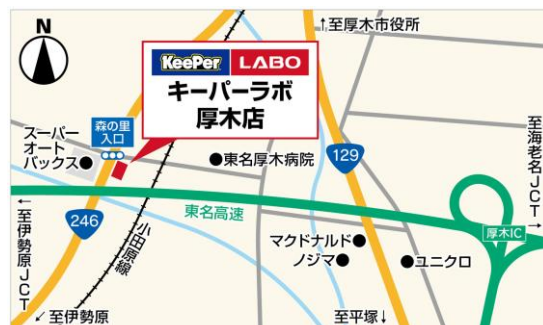 N
↑至厚木市役所
KeePer LABO
キーパーラボ
厚木店
森の里
入口
スーパー
オート
バックス
東名厚木病院
129
至海老名JCT→
←至伊勢原JCT
246
小田原線
東名高速
厚木IC
マクドナルド
ノジマ
ユニクロ
↙至伊勢原
至平塚↓